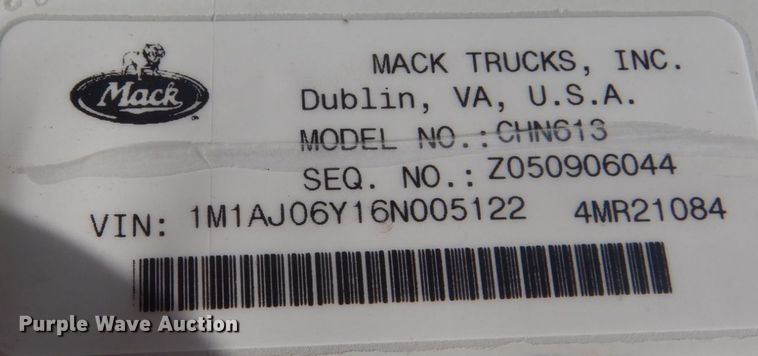 Mack
MACK TRUCKS, INC.
Dublin, VA, U.S.A.
MODEL NO.: CHN613
SEQ. NO.: Z050906044
VIN: 1M1AJ06Y16N005122 4MR21084
Purple Wave Auction